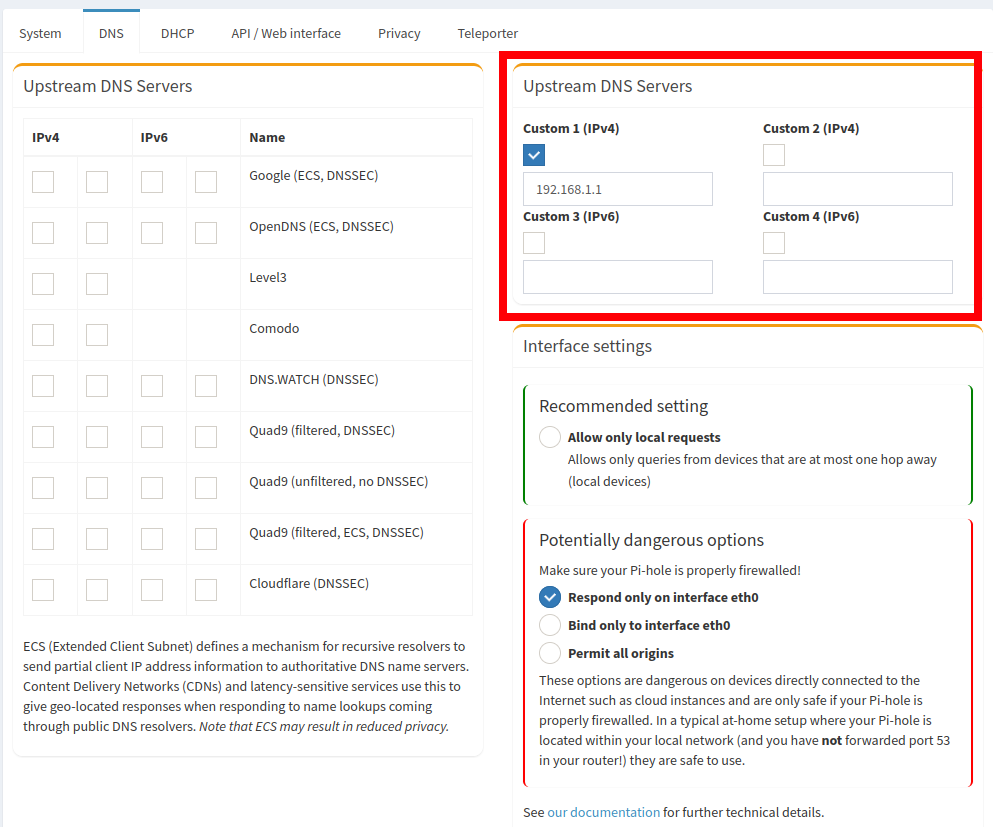 System DNS DHCP API / Web interface Privacy Teleporter
Upstream DNS Servers
IPv4 IPv6 Name
Google (ECS, DNSSEC)
OpenDNS (ECS, DNSSEC)
Level3
Comodo
DNS.WATCH (DNSSEC)
Quad9 (filtered, DNSSEC)
Quad9 (unfiltered, no DNSSEC)
Quad9 (filtered, ECS, DNSSEC)
Cloudflare (DNSSEC)
ECS (Extended Client Subnet) defines a mechanism for recursive resolvers to
send partial client IP address information to authoritative DNS name servers.
Content Delivery Networks (CDNs) and latency-sensitive services use this to
give geo-located responses when responding to name lookups coming
through public DNS resolvers. Note that ECS may result in reduced privacy.
Upstream DNS Servers
Custom 1 (IPv4) Custom 2 (IPv4)
192.168.1.1
Custom 3 (IPv6) Custom 4 (IPv6)
Interface settings
Recommended setting
Allow only local requests
Allows only queries from devices that are at most one hop away
(local devices)
Potentially dangerous options
Make sure your Pi-hole is properly firewalled!
Respond only on interface eth0
Bind only to interface eth0
Permit all origins
These options are dangerous on devices directly connected to the
Internet such as cloud instances and are only safe if your Pi-hole is
properly firewalled. In a typical at-home setup where your Pi-hole is
located within your local network (and you have not forwarded port 53
in your router!) they are safe to use.
See our documentation for further technical details.